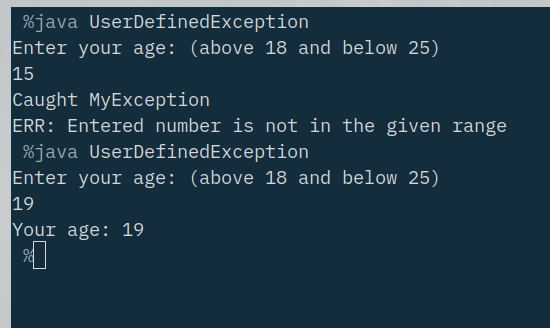 %java UserDefinedException
Enter your age: (above 18 and below 25)
15
Caught MyException
ERR: Entered number is not in the given range
%java UserDefinedException
Enter your age: (above 18 and below 25)
19
Your age: 19
%